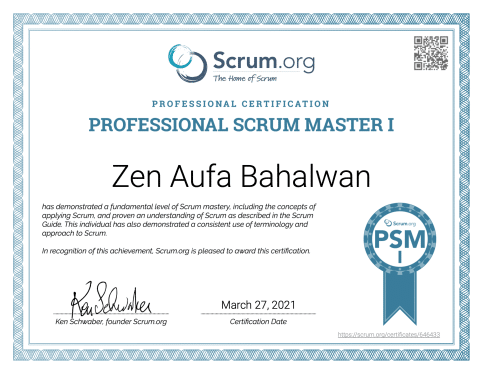 Scrum.org
The Home of Scrum
PROFESSIONAL CERTIFICATION
PROFESSIONAL SCRUM MASTER I
Zen Aufa Bahalwan
has demonstrated a fundamental level of Scrum mastery, including the concepts of
applying Scrum, and proven an understanding of Scrum as described in the Scrum
Guide. This individual has also demonstrated a consistent use of terminology and
approach to Scrum.
In recognition of this achievement, Scrum.org is pleased to award this certification.
Scrum.org
PSM
I
Ken Schwaber
March 27, 2021
Ken Schwaber, founder Scrum.org
Certification Date
https://scrum.org/certificates/646433